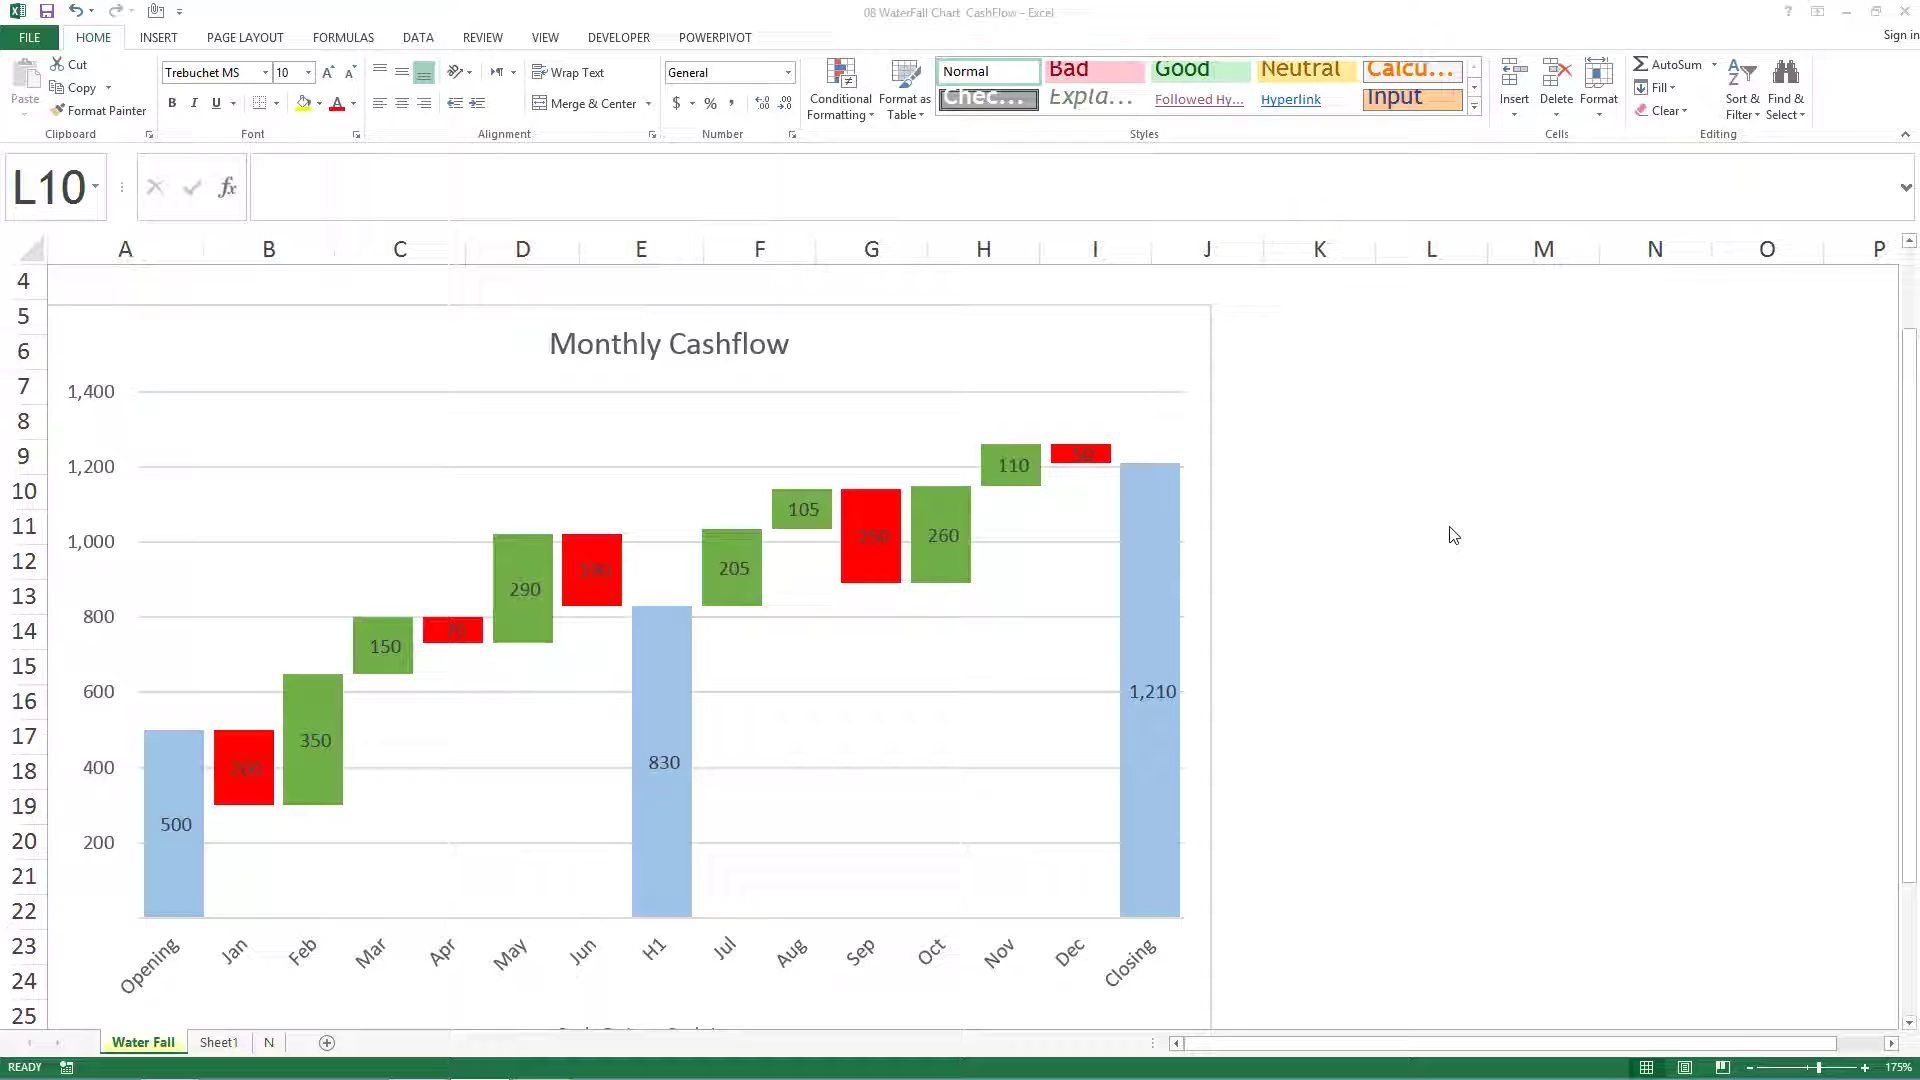 08 WaterFall Chart CashFlow - Excel
FILE HOME INSERT PAGE LAYOUT FORMULAS DATA REVIEW VIEW DEVELOPER POWERPIVOT Sign in
Paste Cut Copy Format Painter Clipboard
Trebuchet MS 10 B I U A Font
Wrap Text Merge & Center Alignment
General $ % , Number
Conditional Formatting Format as Table
Normal Bad Good Neutral Calcu...
Chec... Expla... Followed Hy... Hyperlink Input
Styles
Insert Delete Format Cells
AutoSum Fill Clear Sort & Filter Find & Select Editing
L10 fx
A B C D E F G H I J K L M N O P
4
5
6
7
8
9
10
11
12
13
14
15
16
17
18
19
20
21
22
23
24
25
Monthly Cashflow
1,400
1,200
1,000
800
600
400
200
500 200 350 150 70 290 190 830 205 105 250 260 110 50 1,210
Opening Jan Feb Mar Apr May Jun H1 Jul Aug Sep Oct Nov Dec Closing
Water Fall Sheet1 N
READY 175%